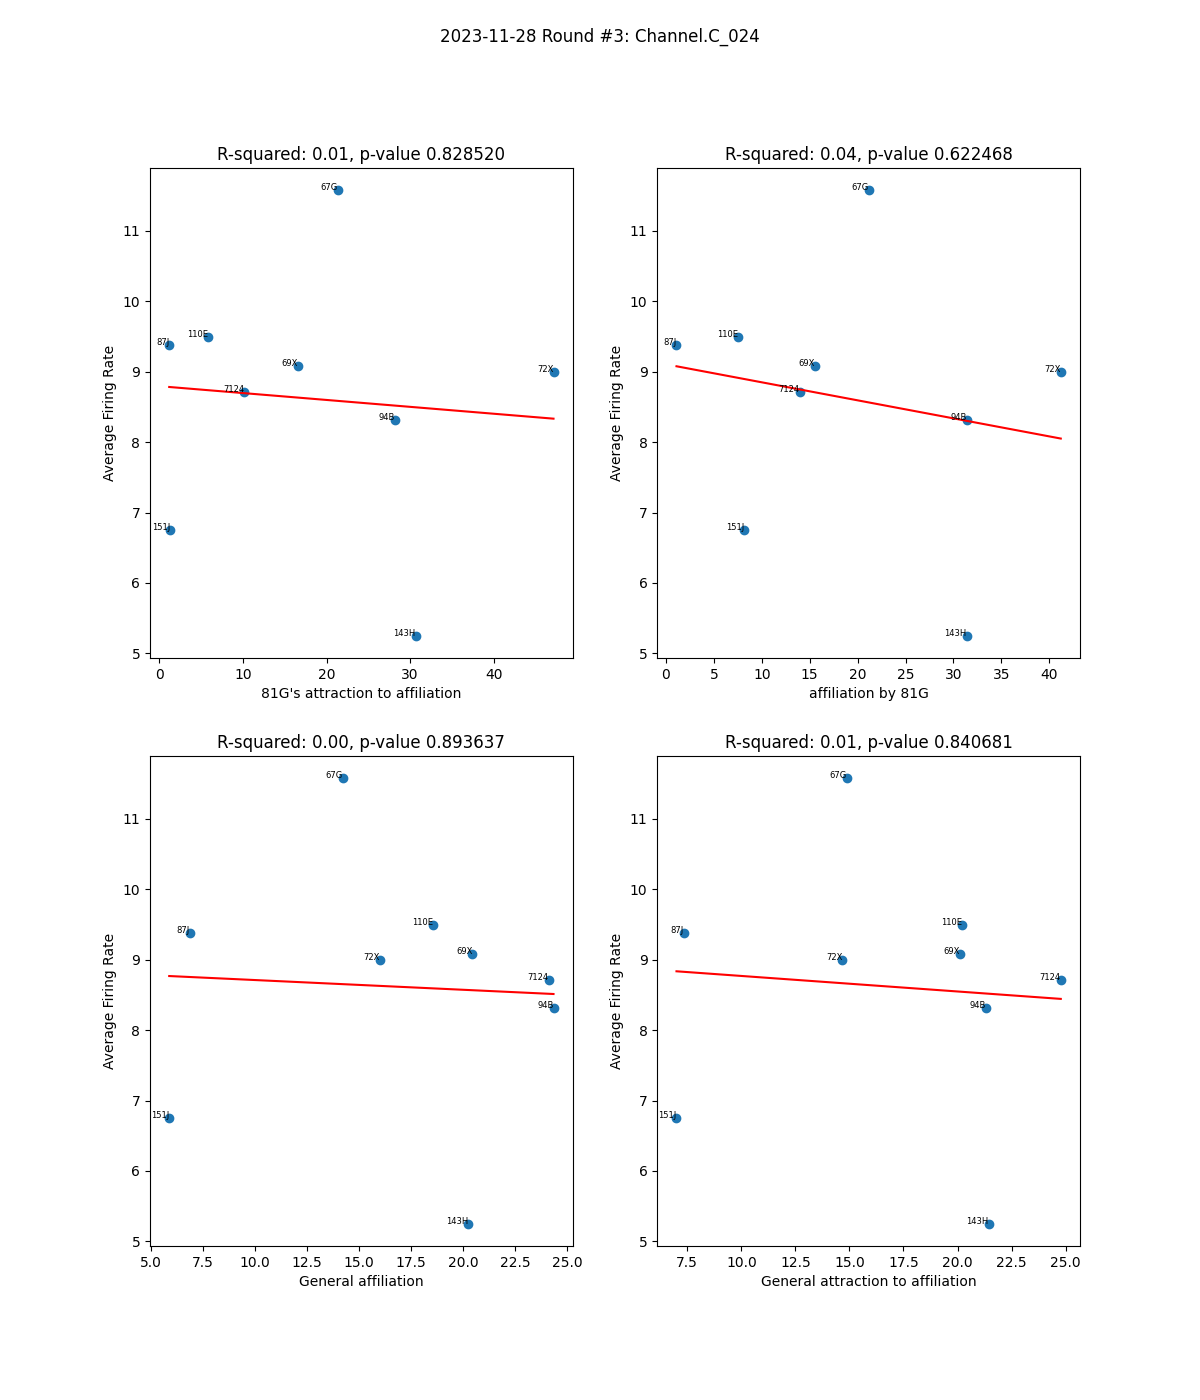 2023-11-28 Round #3: Channel.C_024
R-squared: 0.01, p-value 0.828520
67G
110E
87J
69X
72X
7124
94B
151J
143H
11
10
9
8
7
6
5
Average Firing Rate
0
10
20
30
40
81G's attraction to affiliation
R-squared: 0.04, p-value 0.622468
67G
110E
87J
69X
72X
7124
94B
151J
143H
11
10
9
8
7
6
5
Average Firing Rate
0
5
10
15
20
25
30
35
40
affiliation by 81G
R-squared: 0.00, p-value 0.893637
67G
110E
87J
69X
72X
7124
94B
151J
143H
11
10
9
8
7
6
5
Average Firing Rate
5.0
7.5
10.0
12.5
15.0
17.5
20.0
22.5
25.0
General affiliation
R-squared: 0.01, p-value 0.840681
67G
110E
87J
69X
72X
7124
94B
151J
143H
11
10
9
8
7
6
5
Average Firing Rate
7.5
10.0
12.5
15.0
17.5
20.0
22.5
25.0
General attraction to affiliation